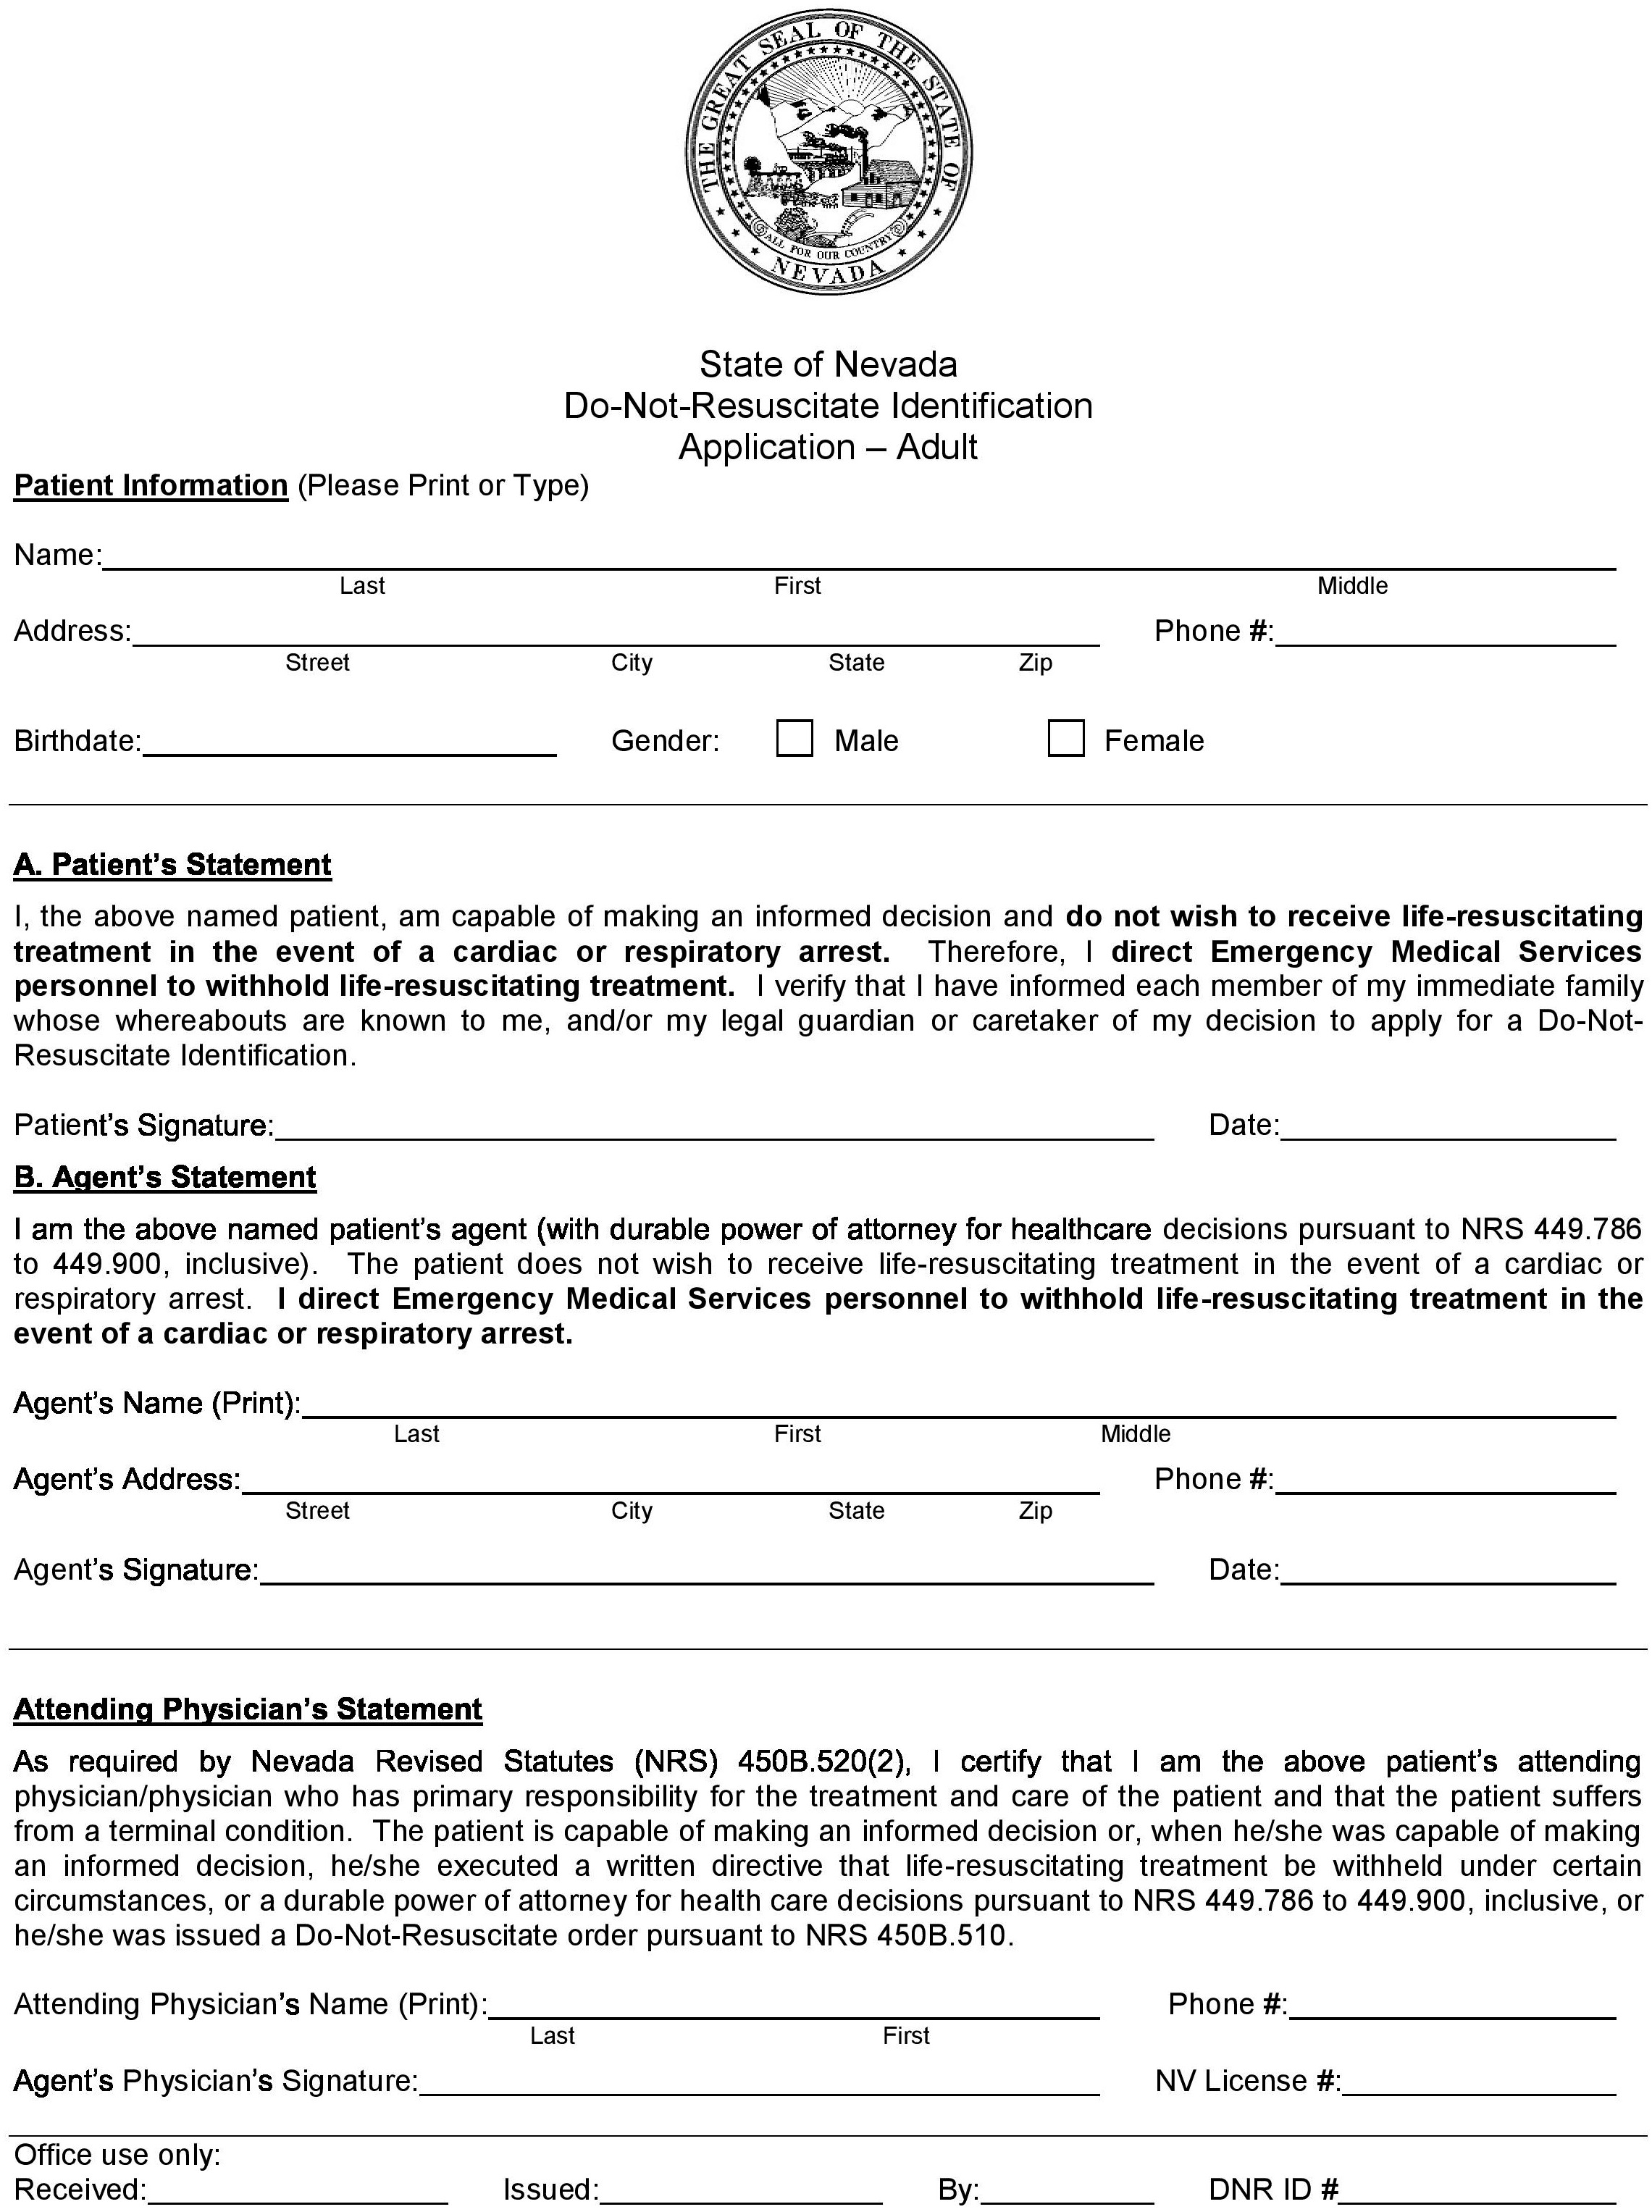 THE GREAT SEAL OF THE STATE OF
ALL FOR OUR COUNTRY
NEVADA
State of Nevada
Do-Not-Resuscitate Identification
Application – Adult
Patient Information (Please Print or Type)
Name:
Last First Middle
Address: Phone #:
Street City State Zip
Birthdate: Gender: Male Female
A. Patient's Statement
I, the above named patient, am capable of making an informed decision and do not wish to receive life-resuscitating
treatment in the event of a cardiac or respiratory arrest. Therefore, I direct Emergency Medical Services
personnel to withhold life-resuscitating treatment. I verify that I have informed each member of my immediate family
whose whereabouts are known to me, and/or my legal guardian or caretaker of my decision to apply for a Do-Not-
Resuscitate Identification.
Patient's Signature: Date:
B. Agent's Statement
I am the above named patient's agent (with durable power of attorney for healthcare decisions pursuant to NRS 449.786
to 449.900, inclusive). The patient does not wish to receive life-resuscitating treatment in the event of a cardiac or
respiratory arrest. I direct Emergency Medical Services personnel to withhold life-resuscitating treatment in the
event of a cardiac or respiratory arrest.
Agent's Name (Print):
Last First Middle
Agent's Address: Phone #:
Street City State Zip
Agent's Signature: Date:
Attending Physician's Statement
As required by Nevada Revised Statutes (NRS) 450B.520(2), I certify that I am the above patient's attending
physician/physician who has primary responsibility for the treatment and care of the patient and that the patient suffers
from a terminal condition. The patient is capable of making an informed decision or, when he/she was capable of making
an informed decision, he/she executed a written directive that life-resuscitating treatment be withheld under certain
circumstances, or a durable power of attorney for health care decisions pursuant to NRS 449.786 to 449.900, inclusive, or
he/she was issued a Do-Not-Resuscitate order pursuant to NRS 450B.510.
Attending Physician's Name (Print): Phone #:
Last First
Agent's Physician's Signature: NV License #:
Office use only:
Received: Issued: By: DNR ID #